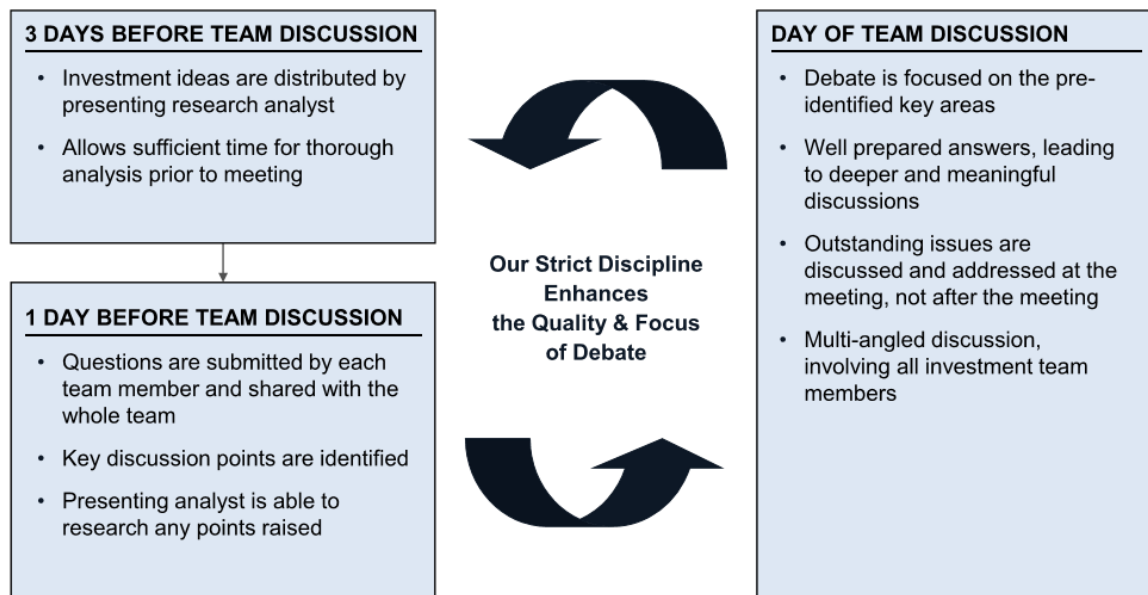 3 DAYS BEFORE TEAM DISCUSSION
• Investment ideas are distributed by
presenting research analyst
• Allows sufficient time for thorough
analysis prior to meeting
1 DAY BEFORE TEAM DISCUSSION
• Questions are submitted by each
team member and shared with the
whole team
• Key discussion points are identified
• Presenting analyst is able to
research any points raised
Our Strict Discipline
Enhances
the Quality & Focus
of Debate
DAY OF TEAM DISCUSSION
• Debate is focused on the pre-
identified key areas
• Well prepared answers, leading
to deeper and meaningful
discussions
• Outstanding issues are
discussed and addressed at the
meeting, not after the meeting
• Multi-angled discussion,
involving all investment team
members